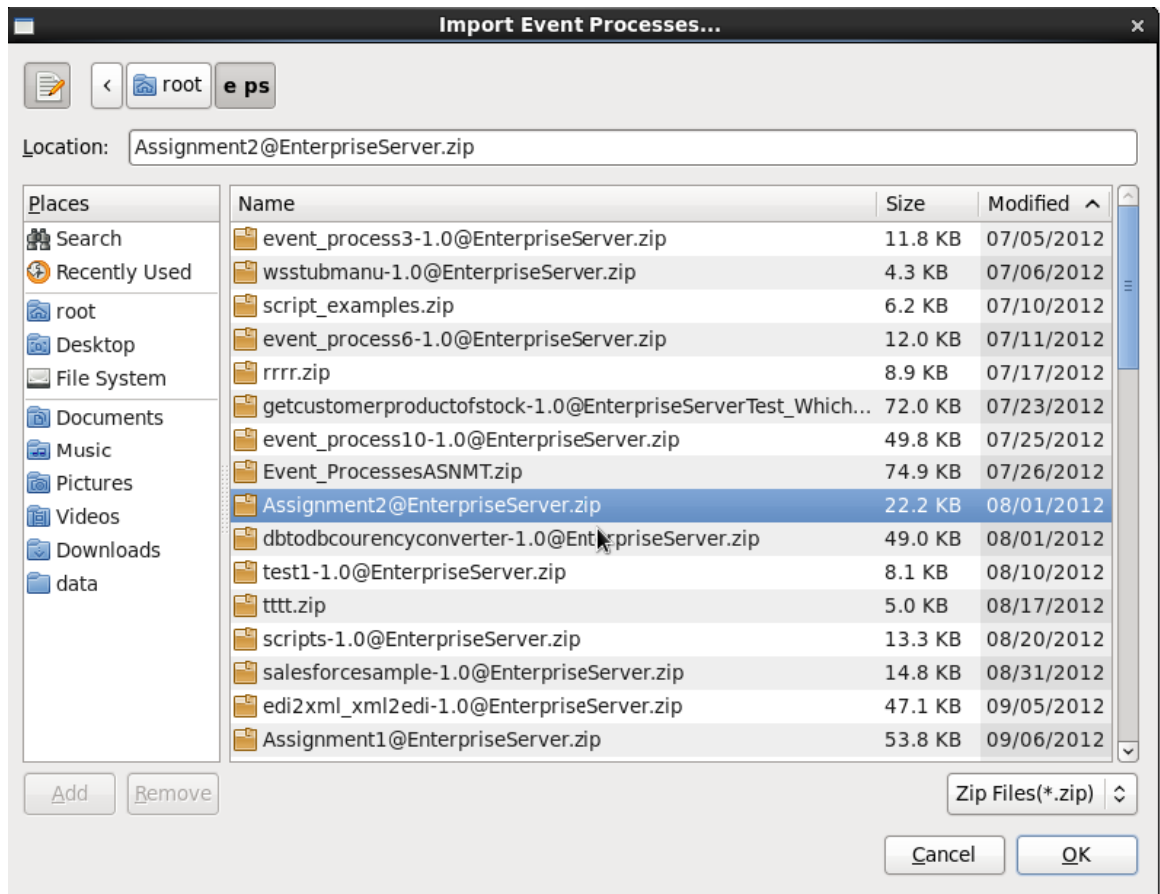 Import Event Processes...
root
e ps
Location: Assignment2@EnterpriseServer.zip
Places
Search
Recently Used
root
Desktop
File System
Documents
Music
Pictures
Videos
Downloads
data
Name Size Modified
event_process3-1.0@EnterpriseServer.zip 11.8 KB 07/05/2012
wsstubmanu-1.0@EnterpriseServer.zip 4.3 KB 07/06/2012
script_examples.zip 6.2 KB 07/10/2012
event_process6-1.0@EnterpriseServer.zip 12.0 KB 07/11/2012
rrrr.zip 8.9 KB 07/17/2012
getcustomerproductofstock-1.0@EnterpriseServerTest_Which... 72.0 KB 07/23/2012
event_process10-1.0@EnterpriseServer.zip 49.8 KB 07/25/2012
Event_ProcessesASNMT.zip 74.9 KB 07/26/2012
Assignment2@EnterpriseServer.zip 22.2 KB 08/01/2012
dbtodbcourencyconverter-1.0@EnterpriseServer.zip 49.0 KB 08/01/2012
test1-1.0@EnterpriseServer.zip 8.1 KB 08/10/2012
tttt.zip 5.0 KB 08/17/2012
scripts-1.0@EnterpriseServer.zip 13.3 KB 08/20/2012
salesforcesample-1.0@EnterpriseServer.zip 14.8 KB 08/31/2012
edi2xml_xml2edi-1.0@EnterpriseServer.zip 47.1 KB 09/05/2012
Assignment1@EnterpriseServer.zip 53.8 KB 09/06/2012
Add
Remove
Zip Files(*.zip)
Cancel
OK